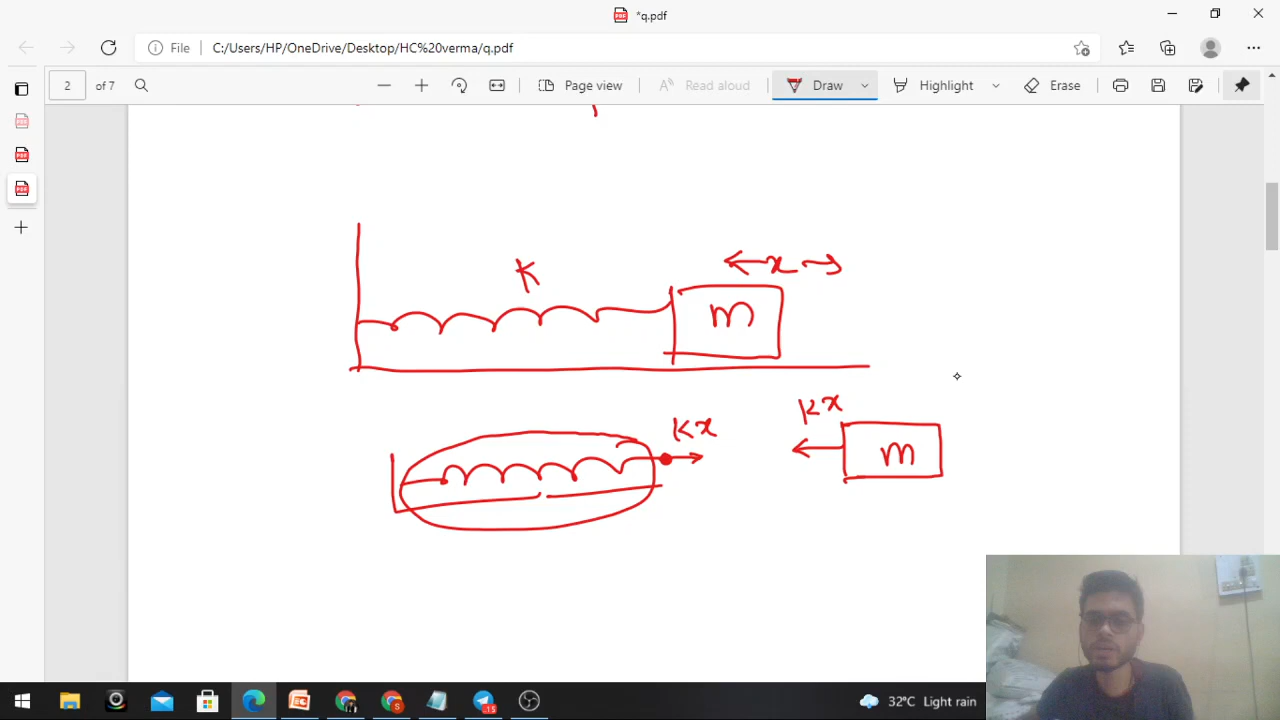 *q.pdf
File C:/Users/HP/OneDrive/Desktop/HC%20verma/q.pdf
2 of 7 Page view Read aloud Draw Highlight Erase
K
x
m
Kx
Kx
m
32°C Light rain